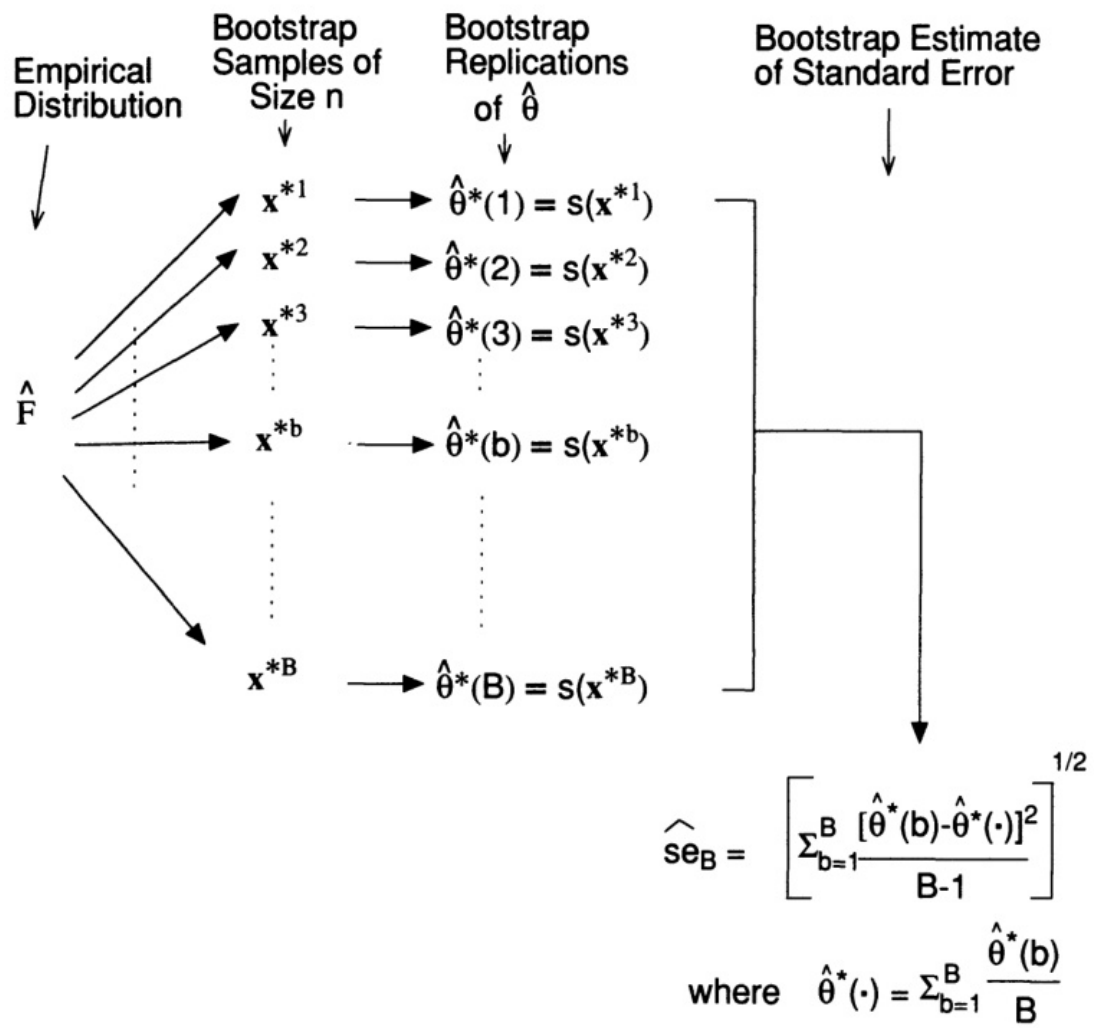 Empirical
Distribution
Bootstrap
Samples of
Size n
Bootstrap
Replications
of θ̂
Bootstrap Estimate
of Standard Error
F̂
x*1
θ̂*(1) = s(x*1)
x*2
θ̂*(2) = s(x*2)
x*3
θ̂*(3) = s(x*3)
x*b
θ̂*(b) = s(x*b)
x*B
θ̂*(B) = s(x*B)
ŝe_B = [Σ_{b=1}^{B} [θ̂*(b)-θ̂*(·)]² / B-1]^{1/2}
where θ̂*(·) = Σ_{b=1}^{B} θ̂*(b) / B